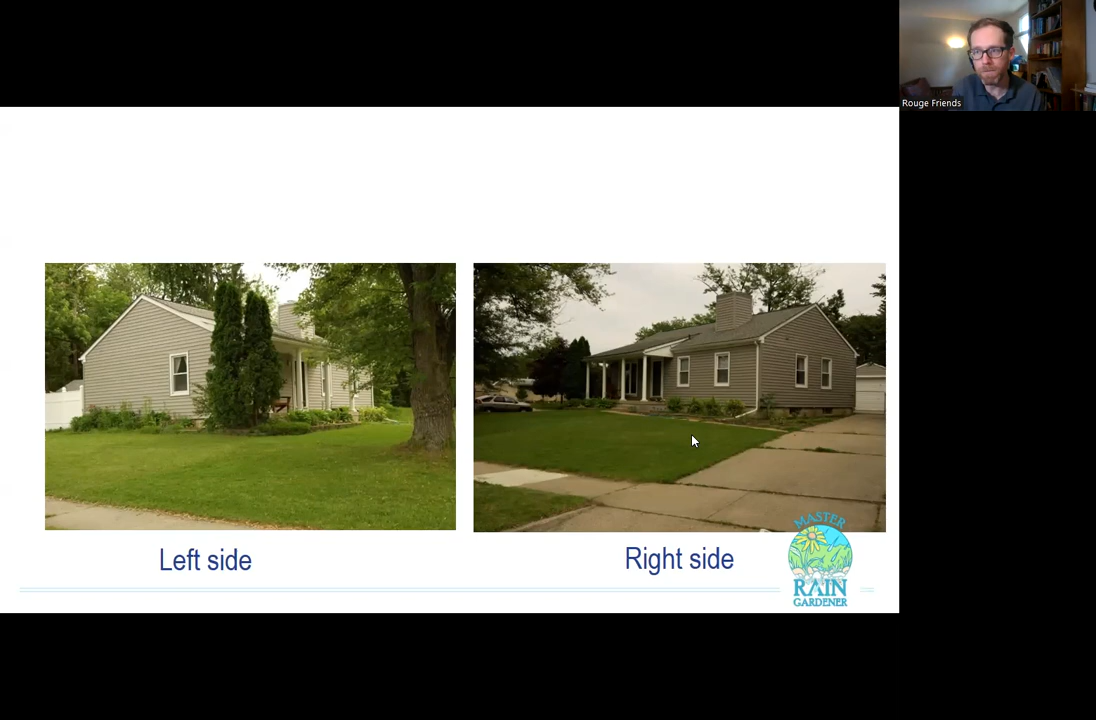 Rouge Friends
Left side
Right side
MASTER
RAIN
GARDENER